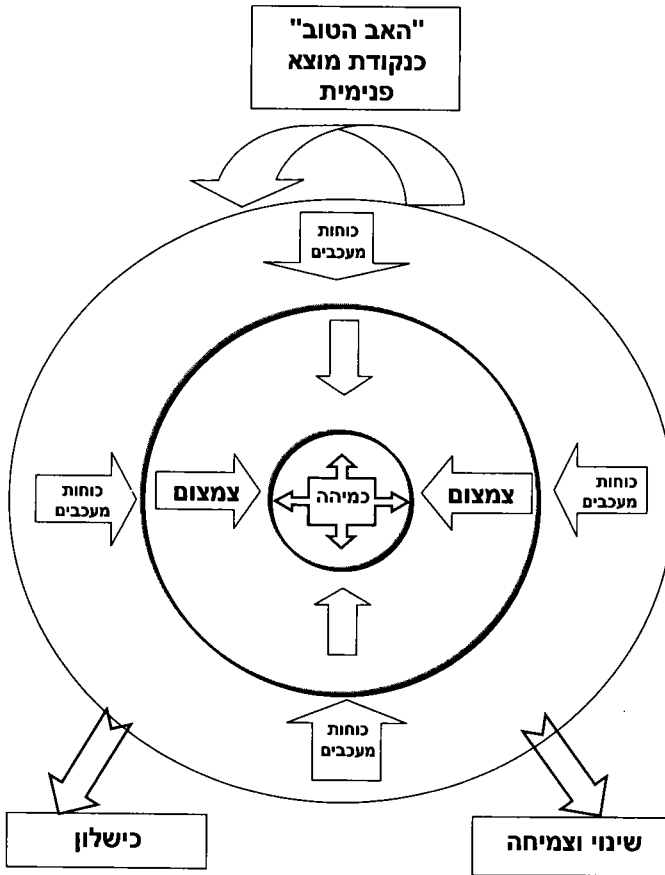 "האב הטוב"
כנקודת מוצא
פנימית
כוחות
מעכבים
כוחות
מעכבים
צמצום
כמיהה
צמצום
כוחות
מעכבים
כוחות
מעכבים
שינוי וצמיחה
כישלון